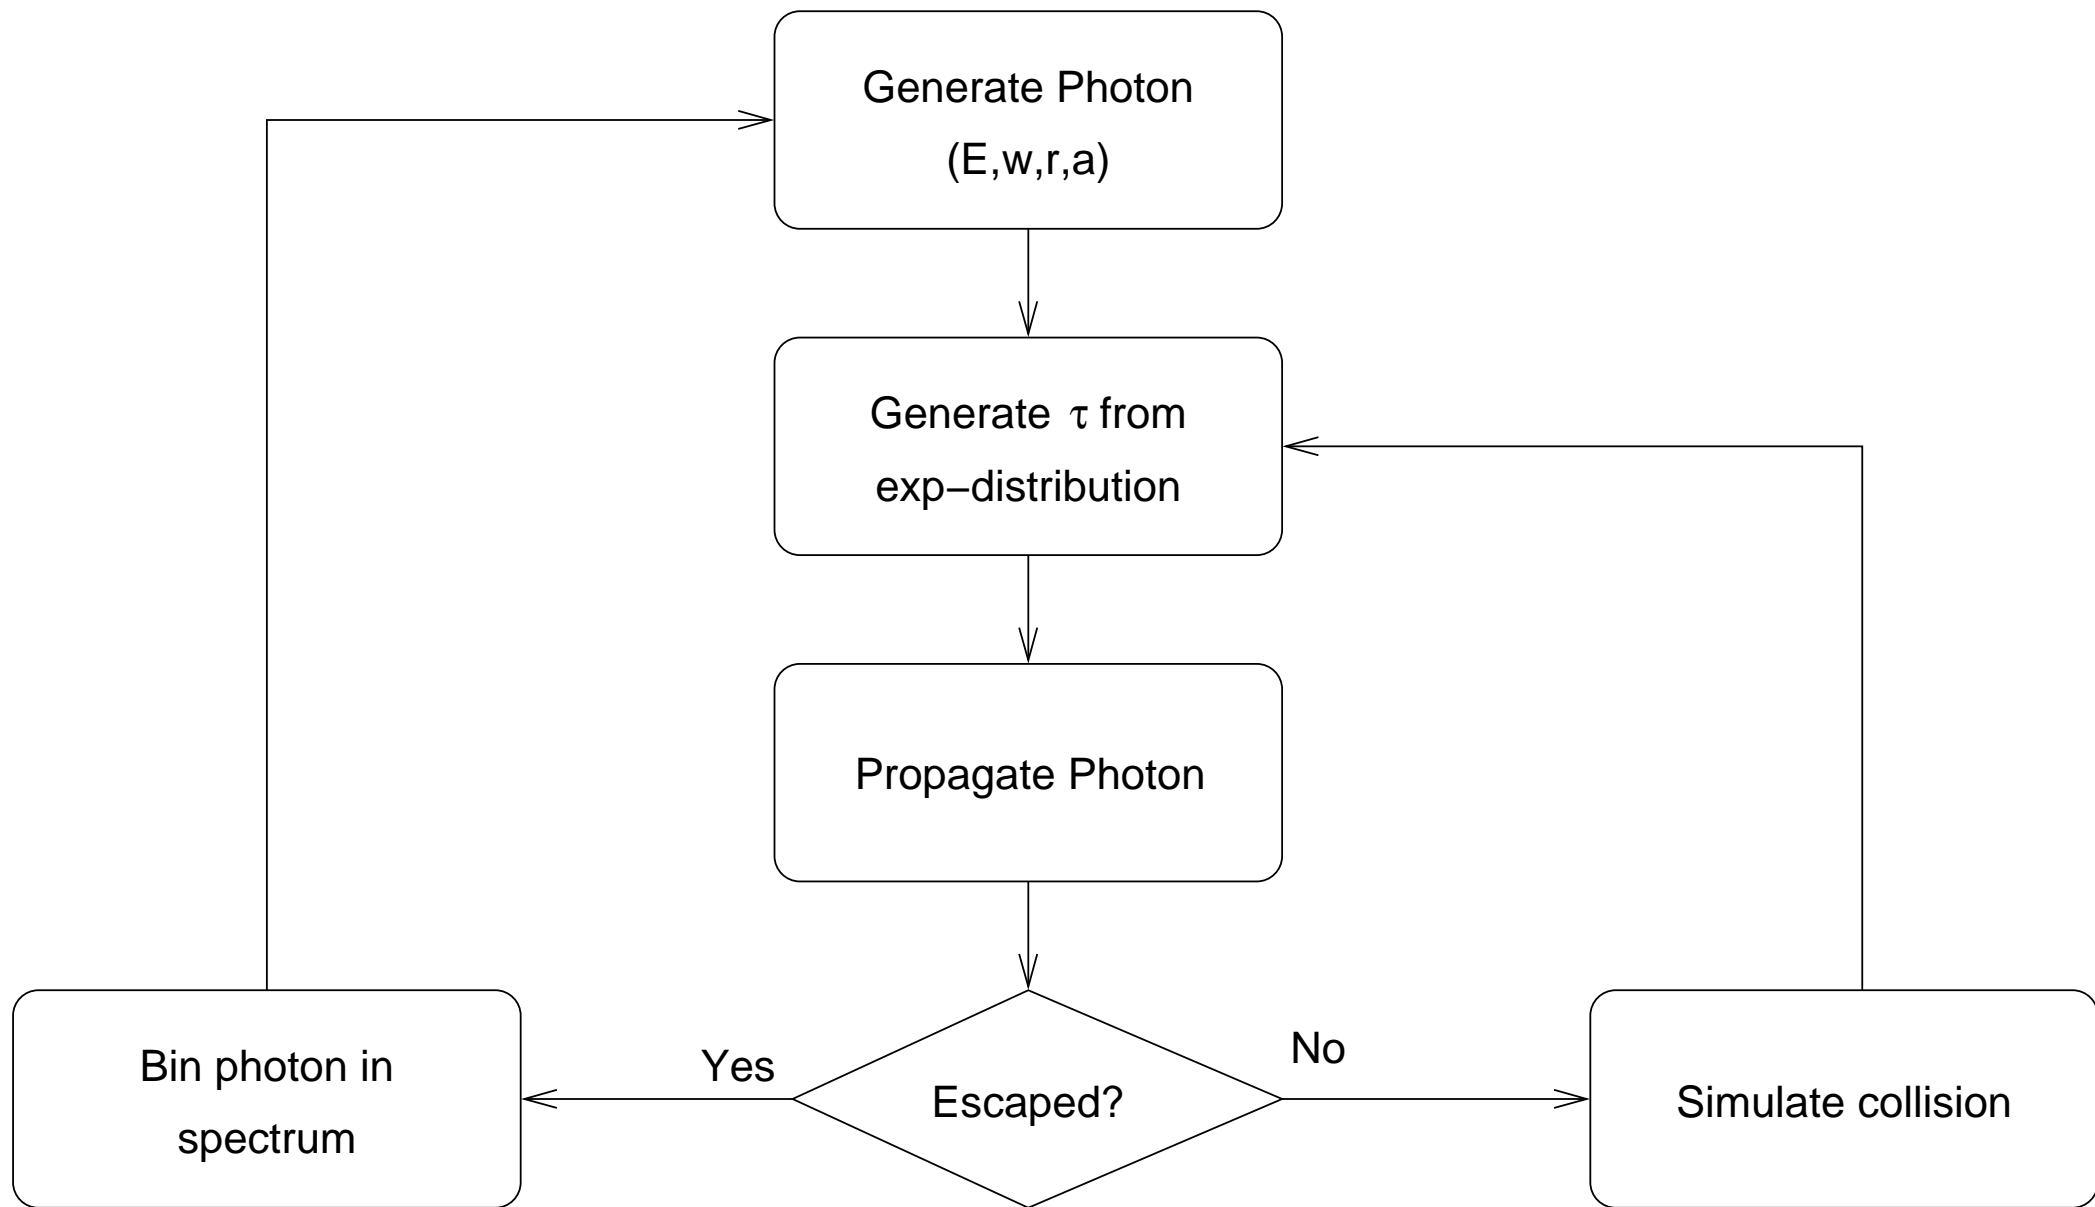 Generate Photon
(E,w,r,a)
Generate τ from
exp−distribution
Propagate Photon
Bin photon in
spectrum
Yes
Escaped?
No
Simulate collision